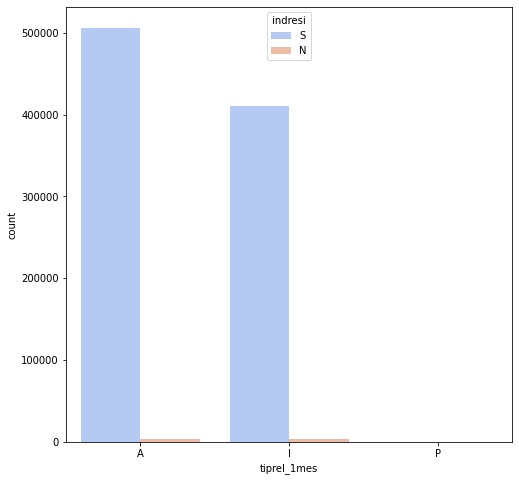 indresi
S
N
500000
400000
300000
200000
100000
0
count
A I P
tiprel_1mes